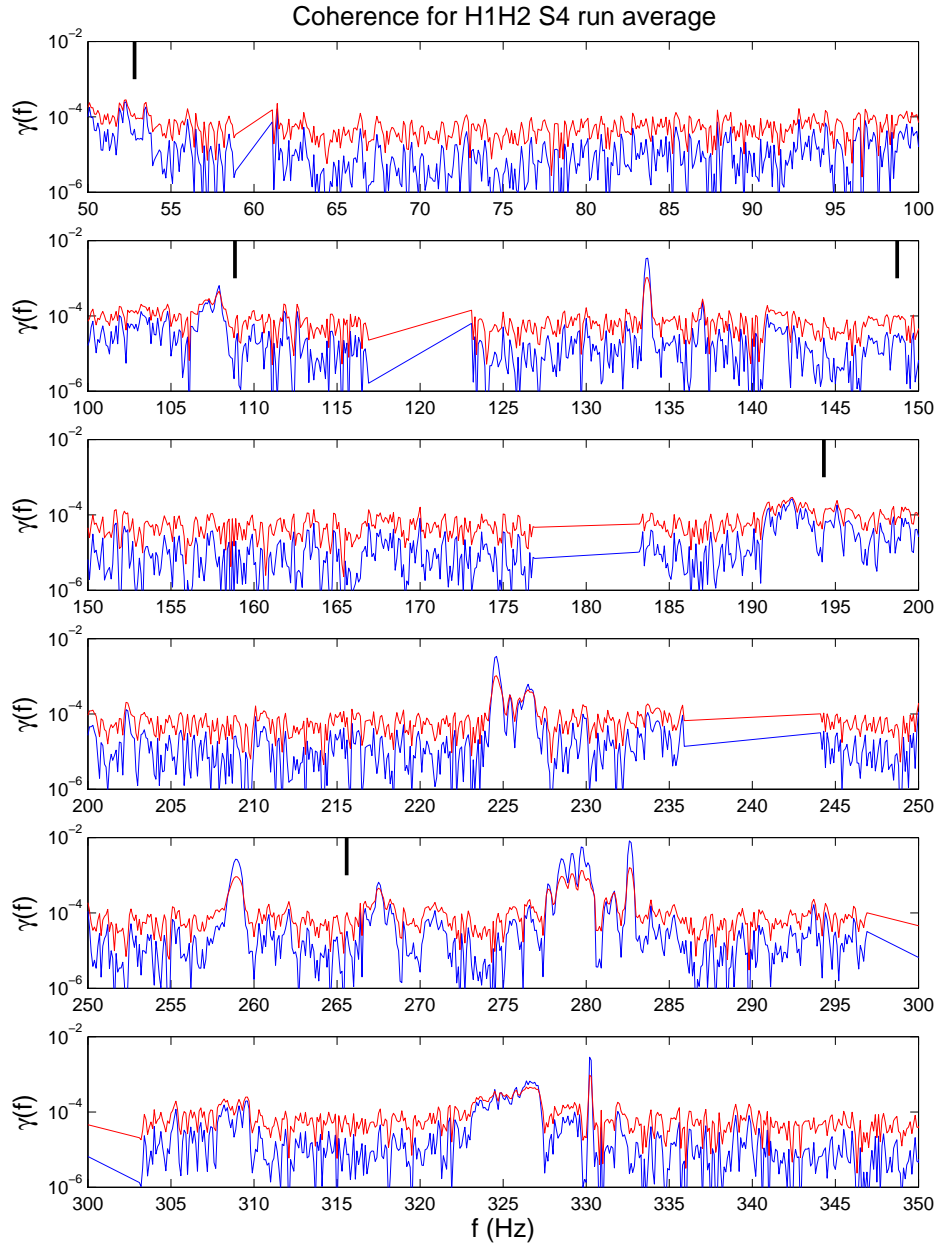 Coherence for H1H2 S4 run average
10⁻²
10⁻⁴
10⁻⁶
γ(f)
50 55 60 65 70 75 80 85 90 95 100
10⁻²
10⁻⁴
10⁻⁶
γ(f)
100 105 110 115 120 125 130 135 140 145 150
10⁻²
10⁻⁴
10⁻⁶
γ(f)
150 155 160 165 170 175 180 185 190 195 200
10⁻²
10⁻⁴
10⁻⁶
γ(f)
200 205 210 215 220 225 230 235 240 245 250
10⁻²
10⁻⁴
10⁻⁶
γ(f)
250 255 260 265 270 275 280 285 290 295 300
10⁻²
10⁻⁴
10⁻⁶
γ(f)
300 305 310 315 320 325 330 335 340 345 350
f (Hz)